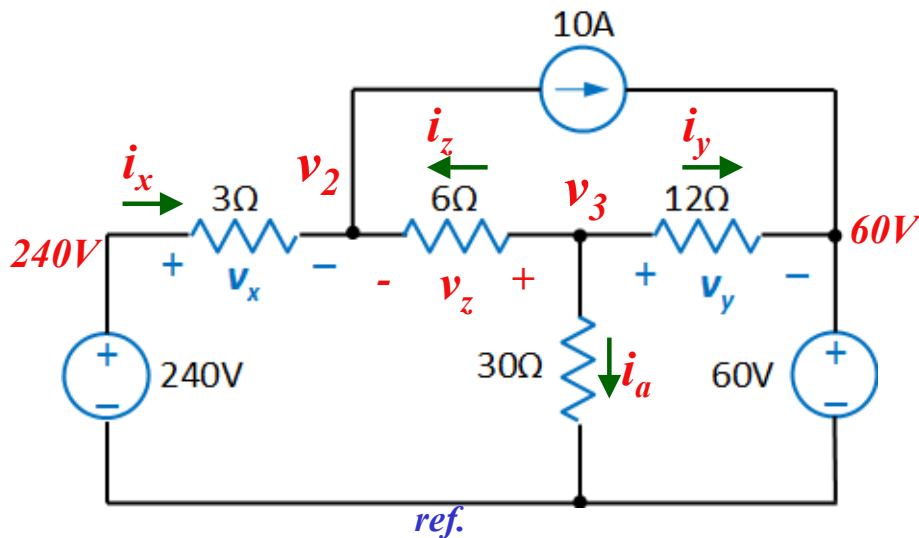 10A
i_z
i_y
i_x
v_2
3Ω
6Ω
v_3
12Ω
240V
60V
+ v_x −
- v_z +
+ v_y −
+
−
240V
30Ω
i_a
60V
+
−
ref.